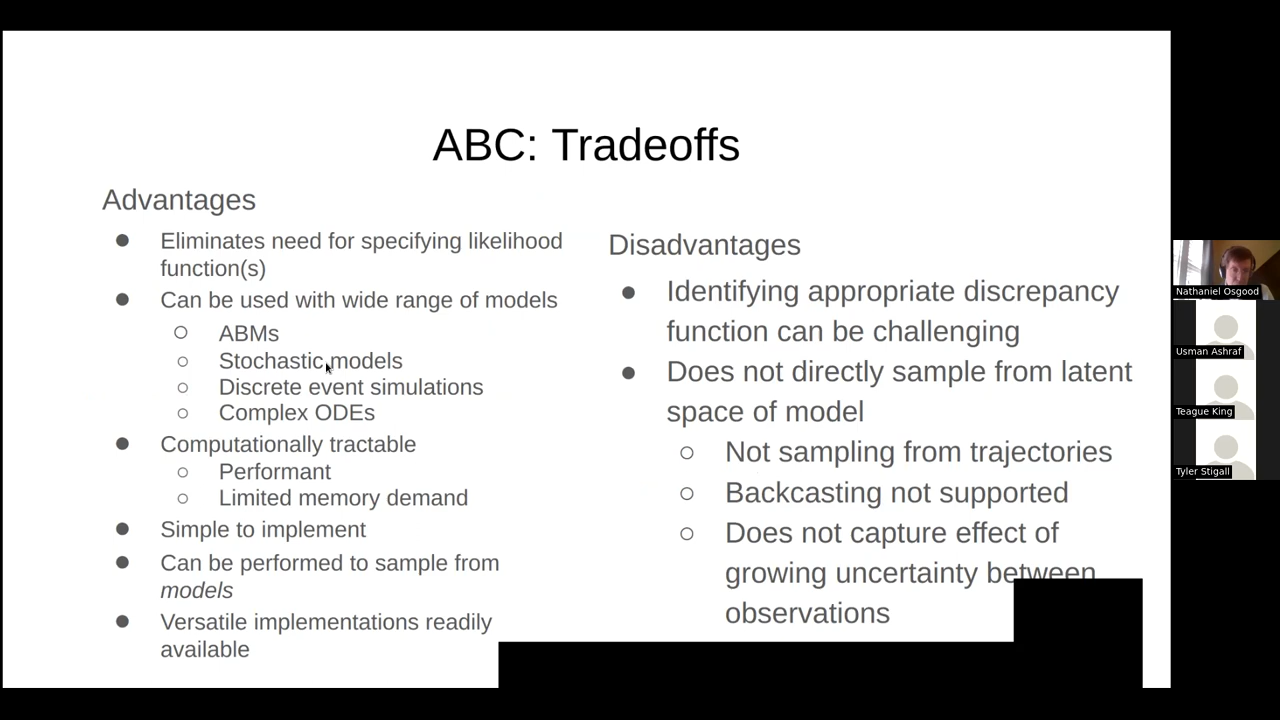 ABC: Tradeoffs
Advantages
● Eliminates need for specifying likelihood
function(s)
● Can be used with wide range of models
○ ABMs
○ Stochastic models
○ Discrete event simulations
○ Complex ODEs
● Computationally tractable
○ Performant
○ Limited memory demand
● Simple to implement
● Can be performed to sample from
models
● Versatile implementations readily
available
Disadvantages
● Identifying appropriate discrepancy
function can be challenging
● Does not directly sample from latent
space of model
○ Not sampling from trajectories
○ Backcasting not supported
○ Does not capture effect of
growing uncertainty between
observations
Nathaniel Osgood
Usman Ashraf
Teague King
Tyler Stigall